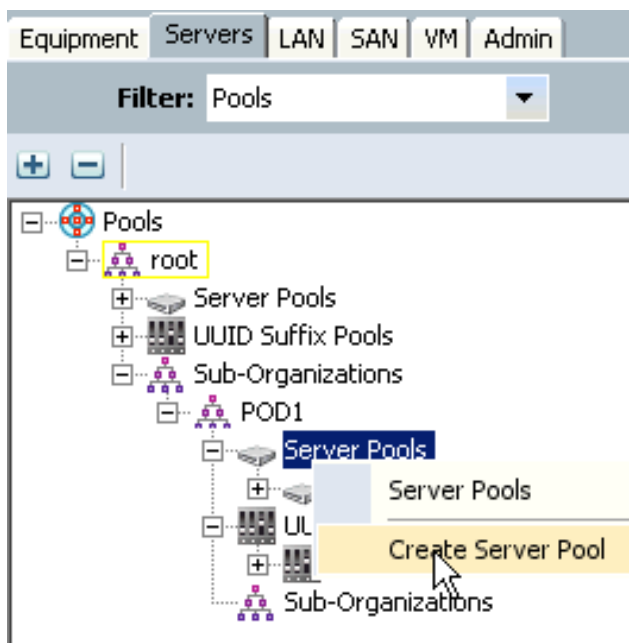 Equipment Servers LAN SAN VM Admin
Filter: Pools
Pools
root
Server Pools
UUID Suffix Pools
Sub-Organizations
POD1
Server Pools
Server Pools
Create Server Pool
Sub-Organizations